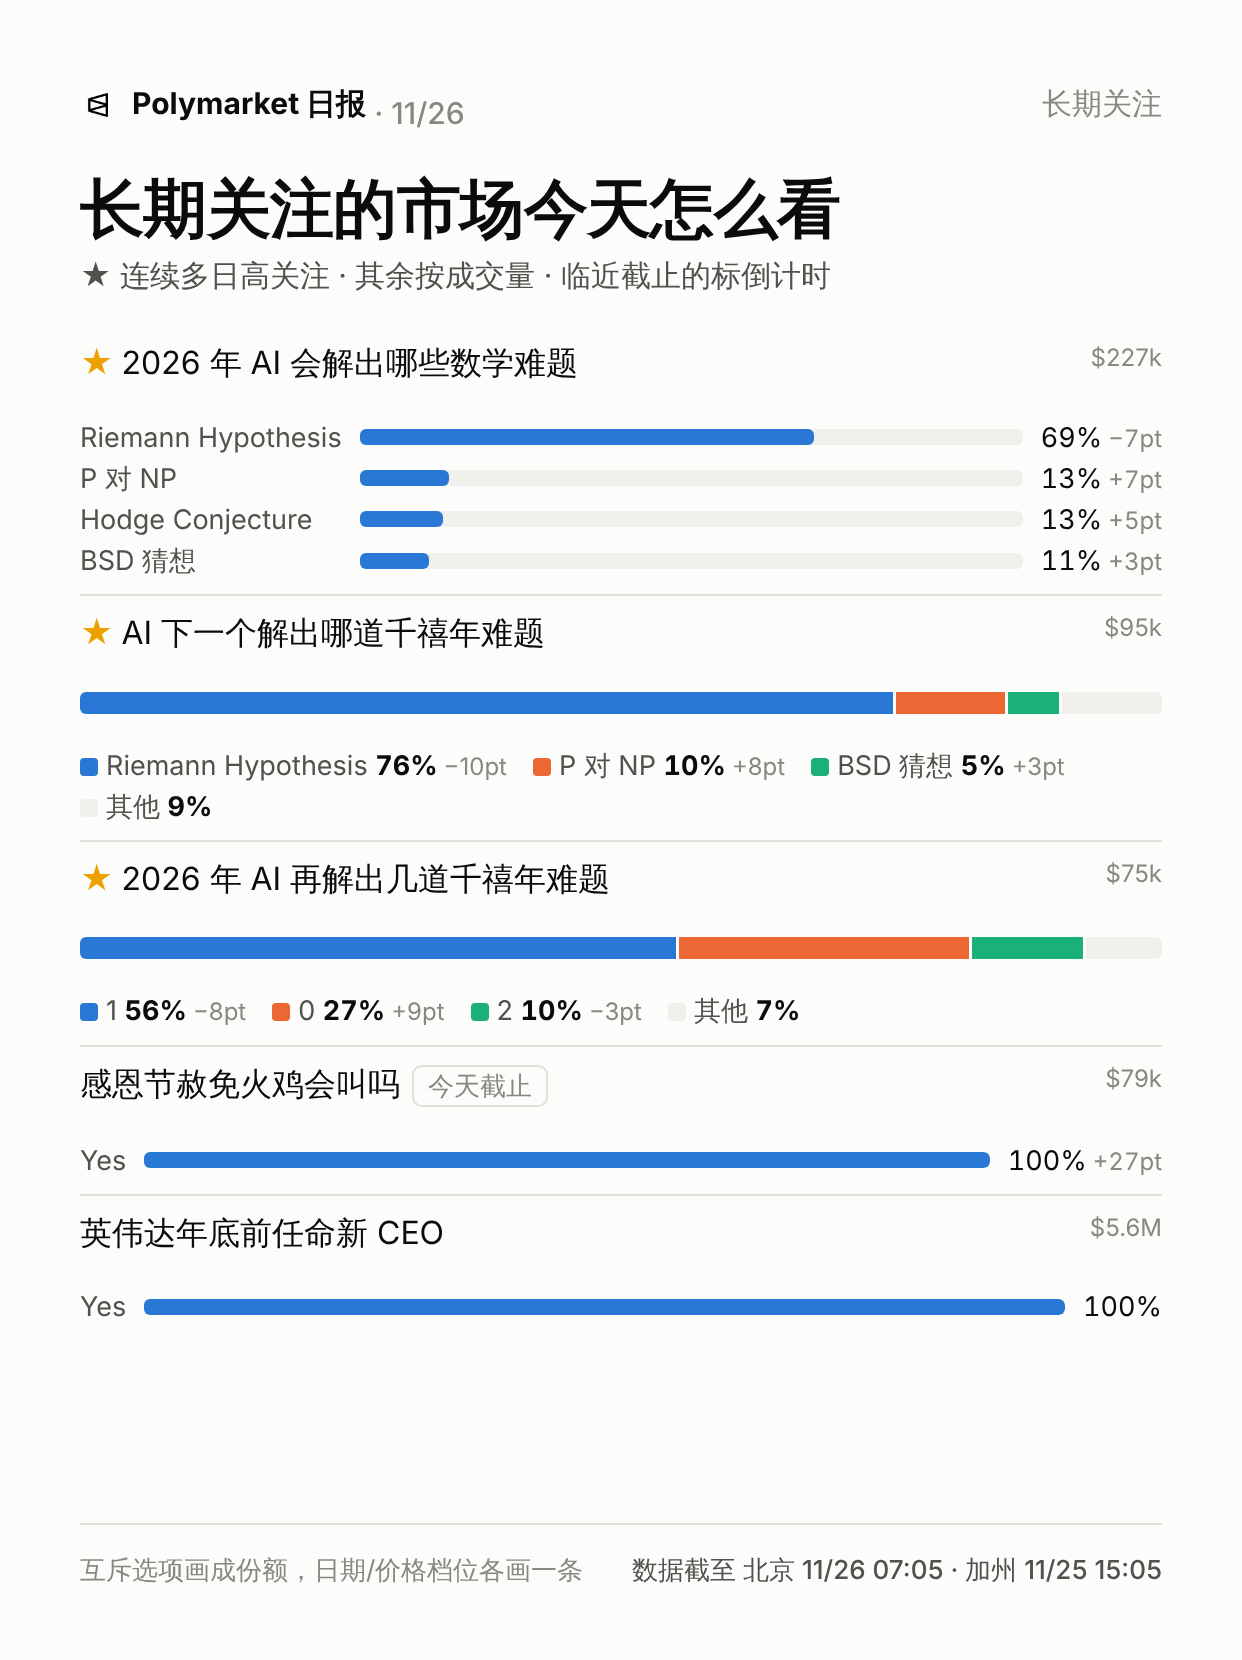 Polymarket 日报 · 11/26
长期关注
长期关注的市场今天怎么看
★ 连续多日高关注 · 其余按成交量 · 临近截止的标倒计时
★ 2026 年 AI 会解出哪些数学难题 $227k
Riemann Hypothesis 69% −7pt
P 对 NP 13% +7pt
Hodge Conjecture 13% +5pt
BSD 猜想 11% +3pt
★ AI 下一个解出哪道千禧年难题 $95k
Riemann Hypothesis 76% −10pt P 对 NP 10% +8pt BSD 猜想 5% +3pt
其他 9%
★ 2026 年 AI 再解出几道千禧年难题 $75k
1 56% −8pt 0 27% +9pt 2 10% −3pt 其他 7%
感恩节赦免火鸡会叫吗 今天截止 $79k
Yes 100% +27pt
英伟达年底前任命新 CEO $5.6M
Yes 100%
互斥选项画成份额，日期/价格档位各画一条
数据截至 北京 11/26 07:05 · 加州 11/25 15:05